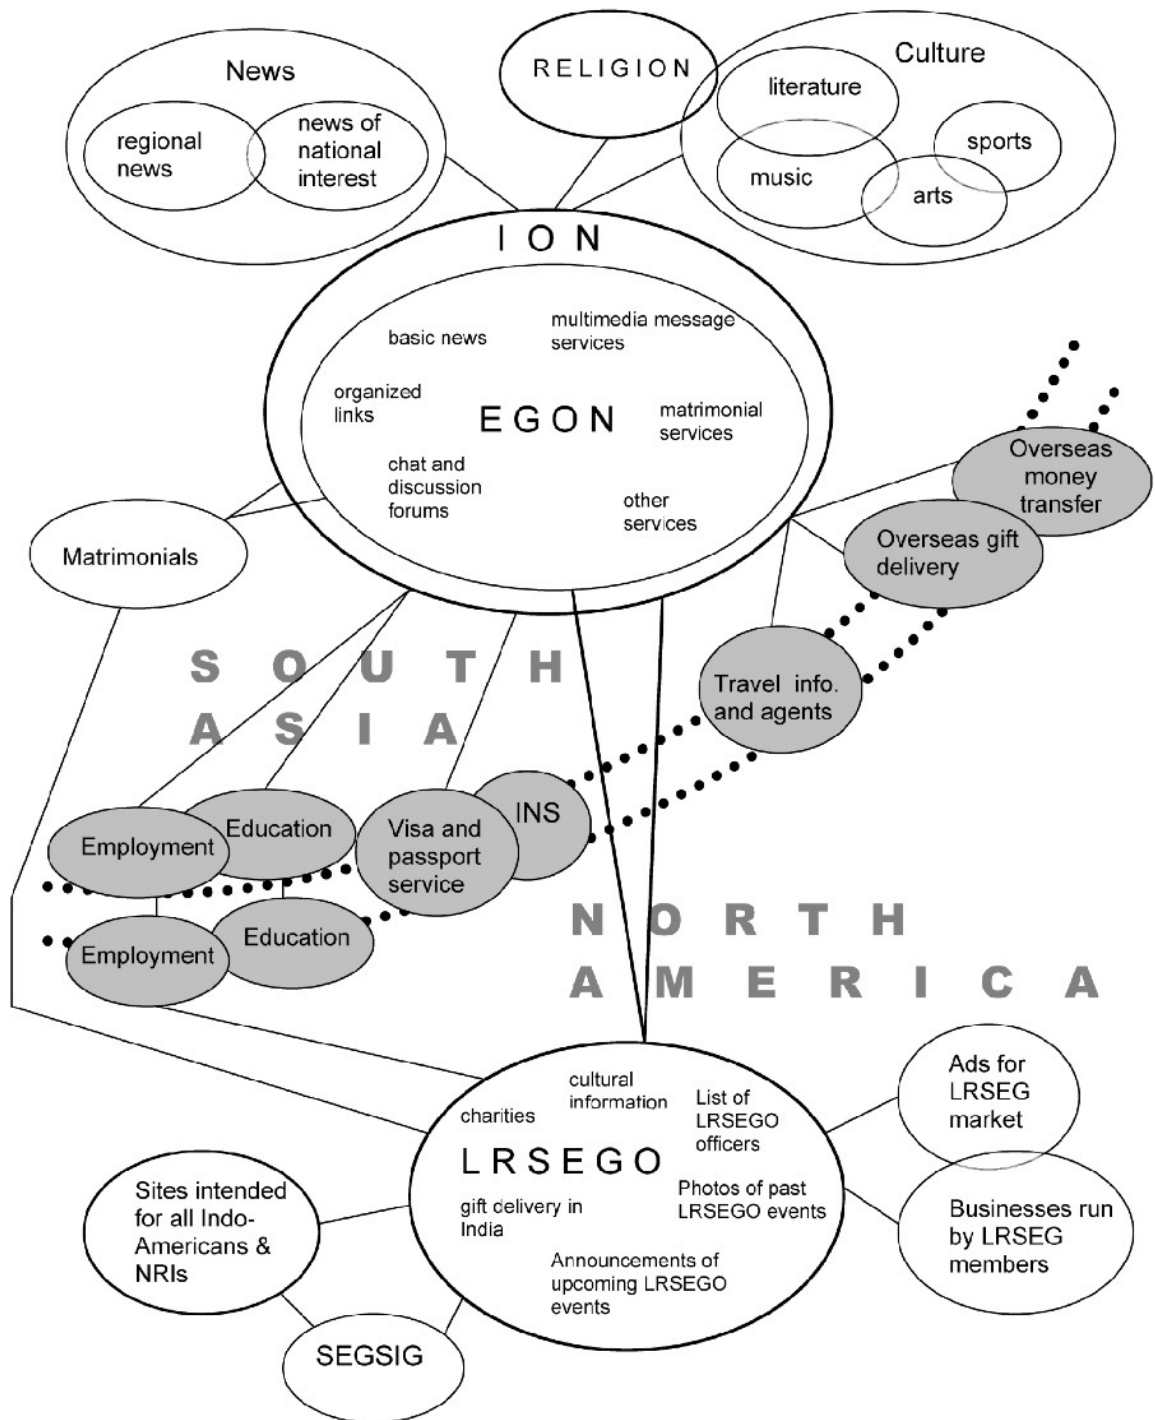 News
regional
news
news of
national
interest
RELIGION
Culture
literature
music
sports
arts
ION
basic news
multimedia message
services
organized
links
EGON
matrimonial
services
chat and
discussion
forums
other
services
Matrimonials
Overseas
money
transfer
Overseas gift
delivery
Travel info.
and agents
SOUTH
ASIA
INS
Visa and
passport
service
Education
Employment
Education
Employment
NORTH
AMERICA
cultural
information
charities
List of
LRSEGO
officers
LRSEGO
gift delivery in
India
Photos of past
LRSEGO events
Announcements of
upcoming LRSEGO
events
Ads for
LRSEG
market
Businesses run
by LRSEG
members
Sites intended
for all Indo-
Americans &
NRIs
SEGSIG